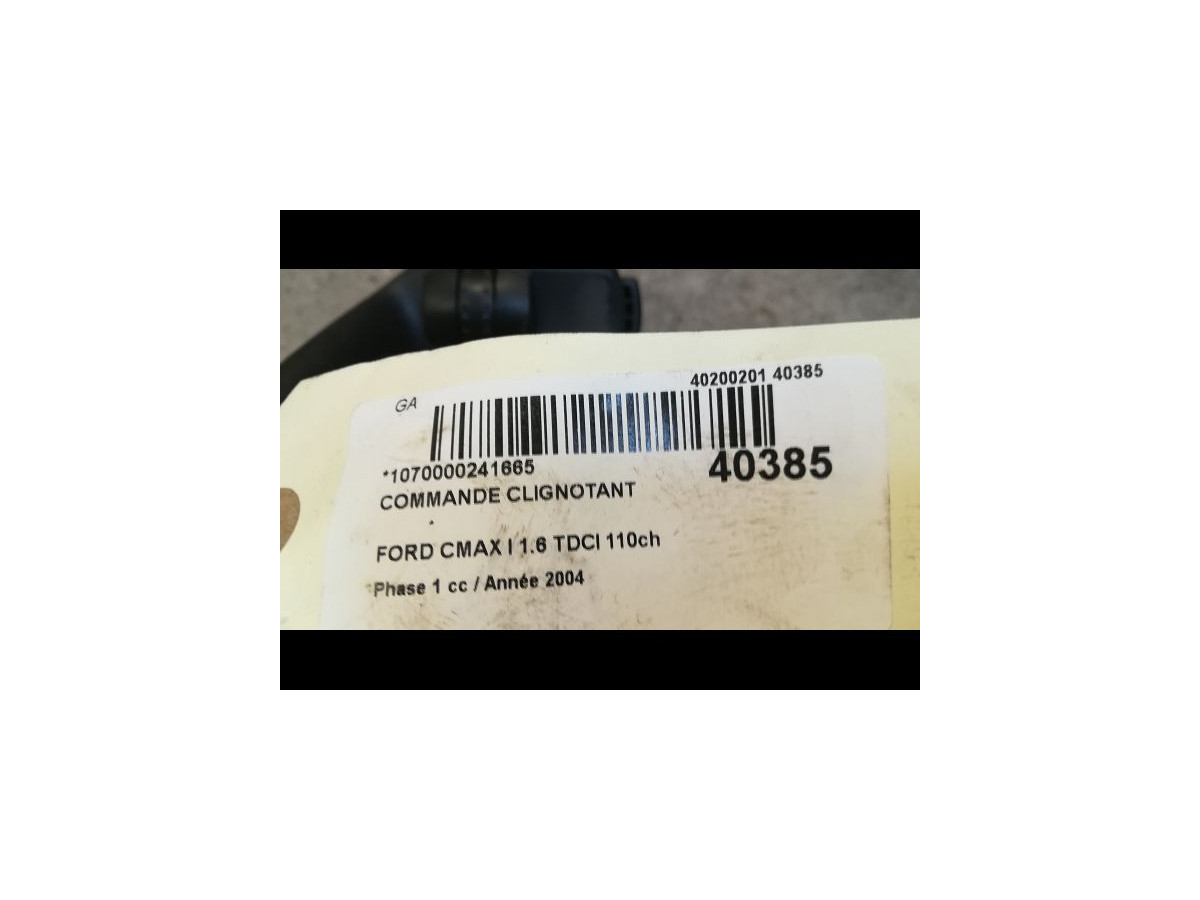 40200201 40385
GA
*1070000241665
40385
COMMANDE CLIGNOTANT
FORD CMAX I 1.6 TDCI 110ch
Phase 1 cc / Année 2004